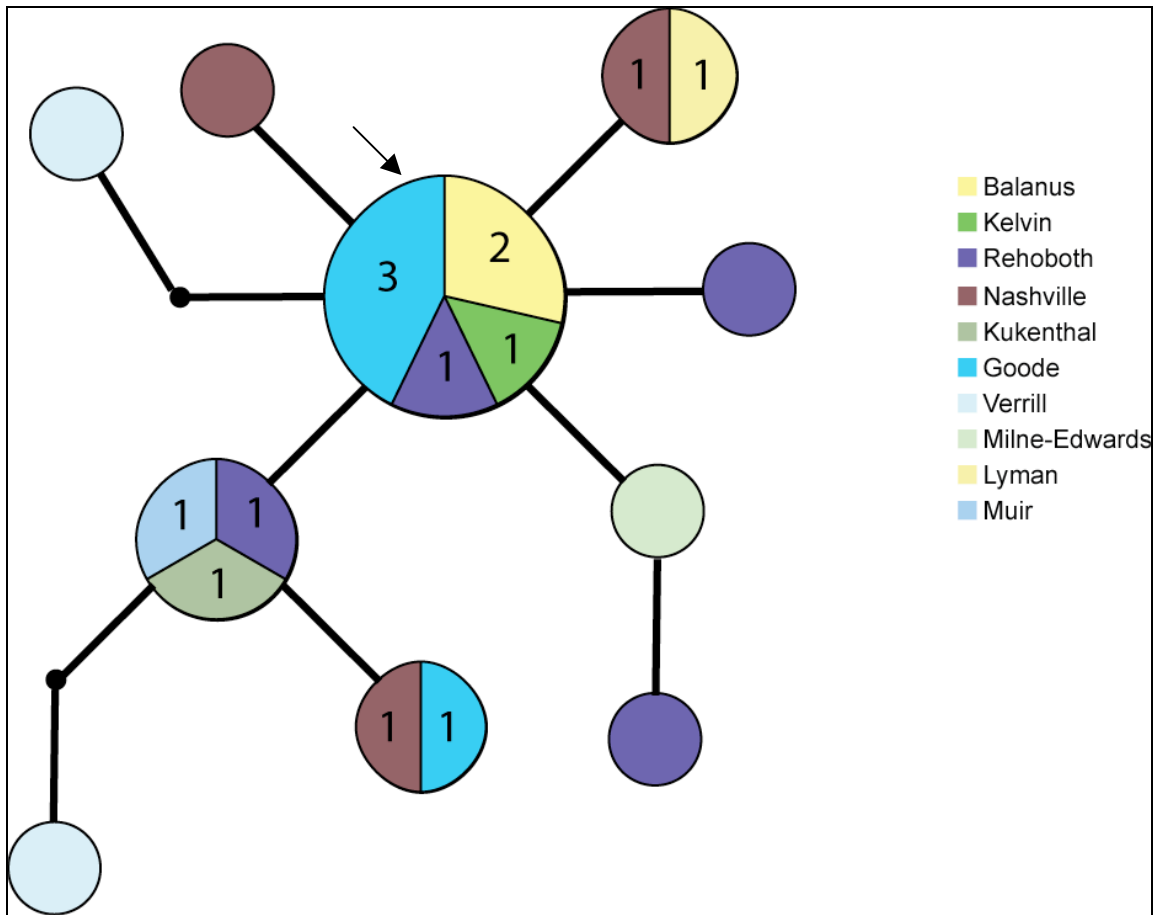 1 1
3 2
1 1
1 1
1
1 1
Balanus
Kelvin
Rehoboth
Nashville
Kukenthal
Goode
Verrill
Milne-Edwards
Lyman
Muir